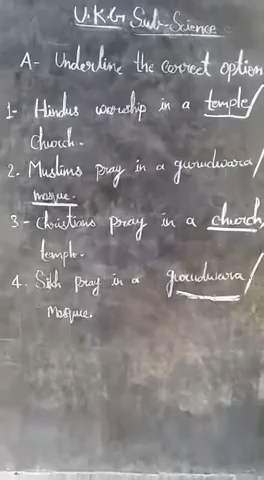 U.K.G Sub-Science
A- Underline the correct option
1- Hindus worship in a temple/
church.
2. Muslims pray in a gurudwara/
mosque.
3- Christians pray in a church/
temple.
4. Sikh pray in a gurudwara/
Mosque.